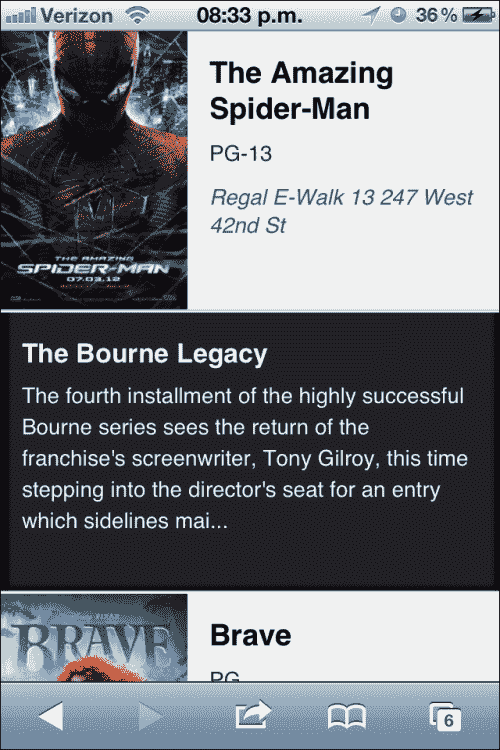 Verizon 08:33 p.m. 36%
The Amazing
Spider-Man
PG-13
Regal E-Walk 13 247 West
42nd St
THE AMAZING
SPIDER-MAN
07.03.12
The Bourne Legacy
The fourth installment of the highly successful
Bourne series sees the return of the
franchise's screenwriter, Tony Gilroy, this time
stepping into the director's seat for an entry
which sidelines mai...
BRAVE
Brave
PG
6